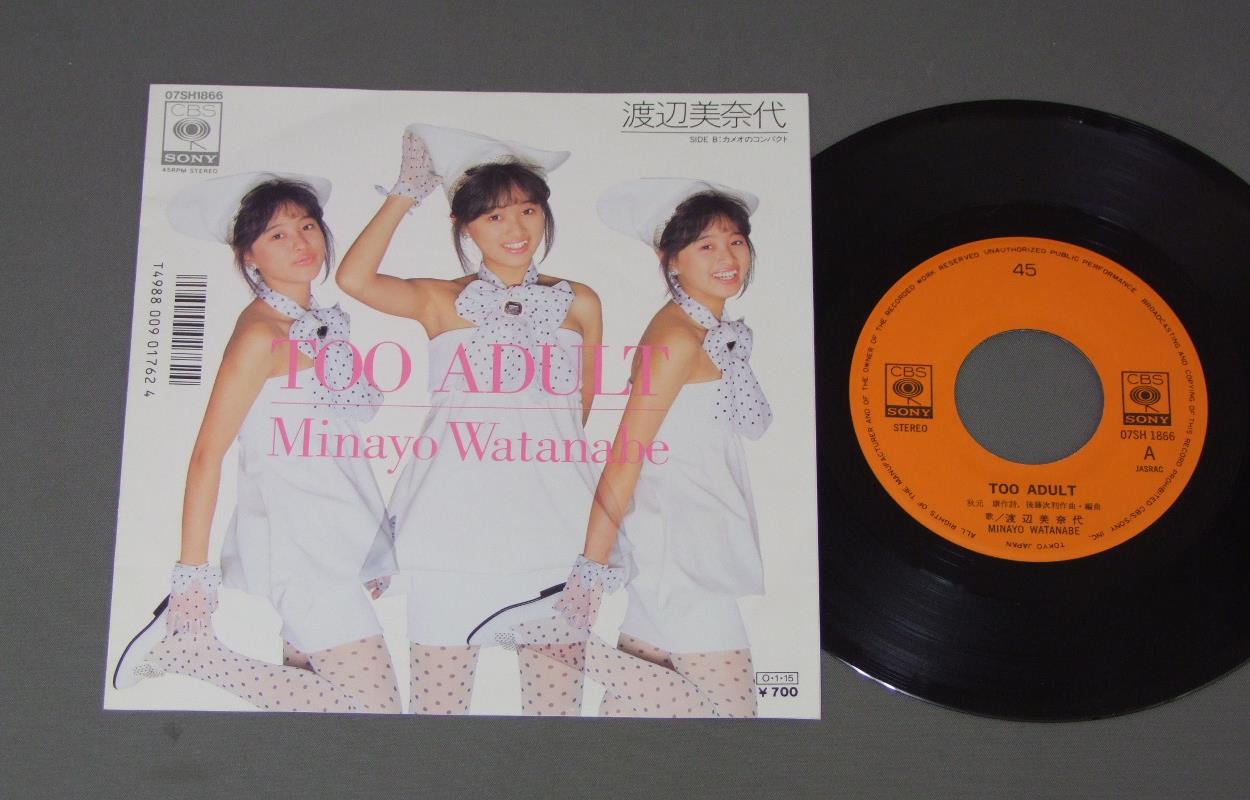 07SH1866
CBS
SONY
45RPM STEREO
渡辺美奈代
SIDE B:カメオのコンパクト
T4988 009 01762 4
TOO ADULT
Minayo Watanabe
O・1・15
¥700
45
CBS
SONY
STEREO
CBS
SONY
07SH 1866
A
JASRAC
TOO ADULT
秋元 康作詩、後藤次利作曲・編曲
歌/渡辺美奈代
MINAYO WATANABE
ALL RIGHTS OF THE MANUFACTURER AND OF THE OWNER OF THE RECORDED WORK RESERVED. UNAUTHORIZED PUBLIC PERFORMANCE. BROADCASTING AND COPYING OF THIS RECORD PROHIBITED. CBS/SONY INC. TOKYO JAPAN